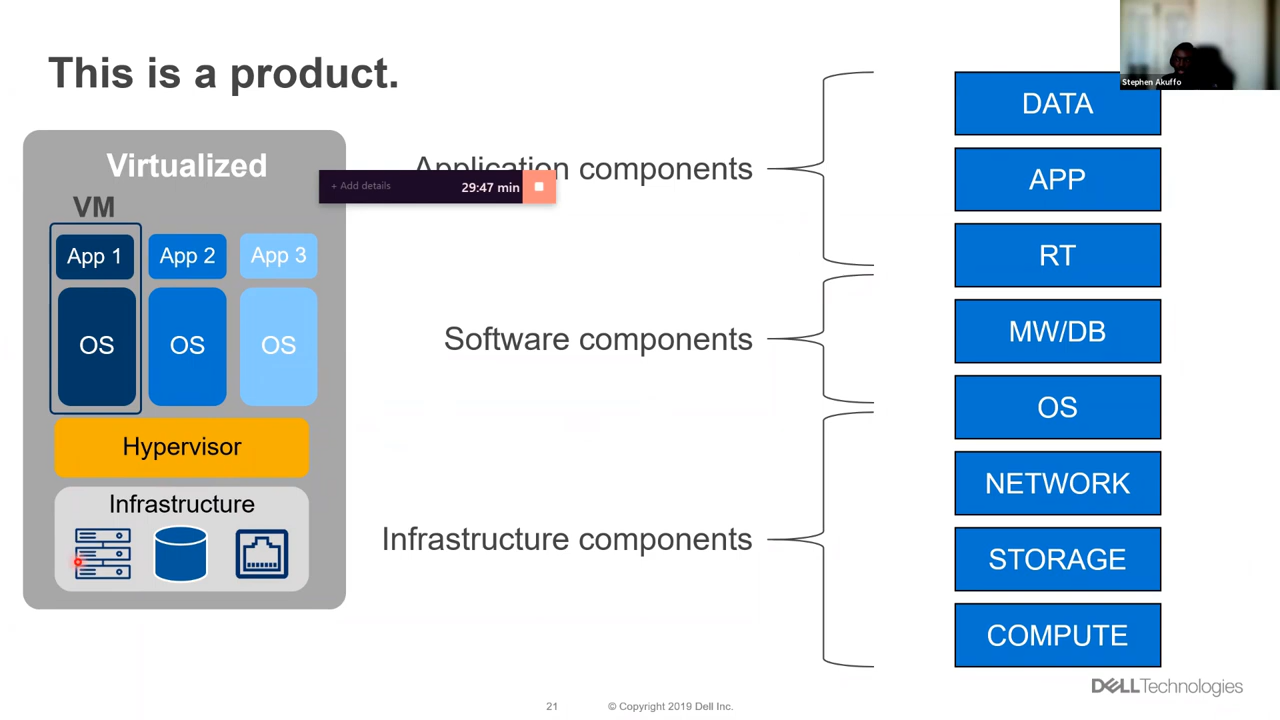 This is a product.
Stephen Akuffo
Virtualized
VM
App 1
App 2
App 3
OS
OS
OS
Hypervisor
Infrastructure
Application components
+ Add details
29:47 min
Software components
Infrastructure components
DATA
APP
RT
MW/DB
OS
NETWORK
STORAGE
COMPUTE
21
© Copyright 2019 Dell Inc.
DELLTechnologies